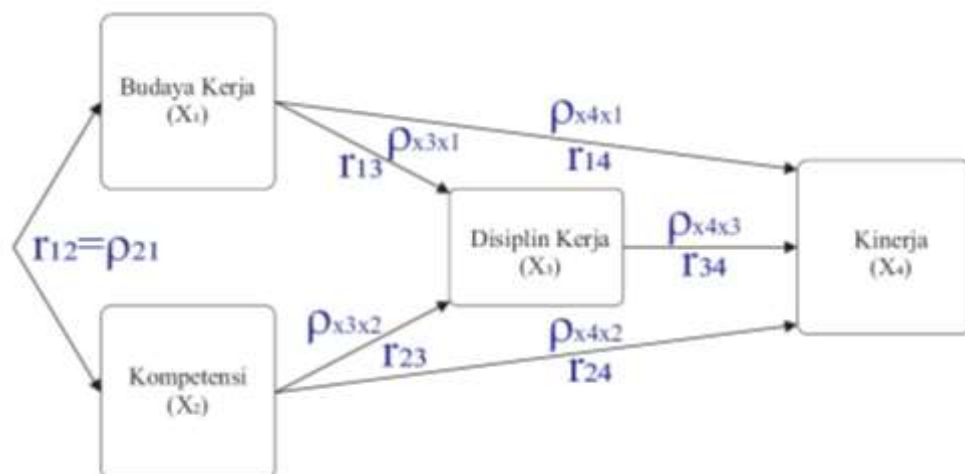 Budaya Kerja
(X₁)
ρx4x1
r14
ρx3x1
r13
r12=ρ21
Disiplin Kerja
(X₃)
ρx4x3
r34
Kinerja
(X₄)
ρx3x2
r23
ρx4x2
r24
Kompetensi
(X₂)